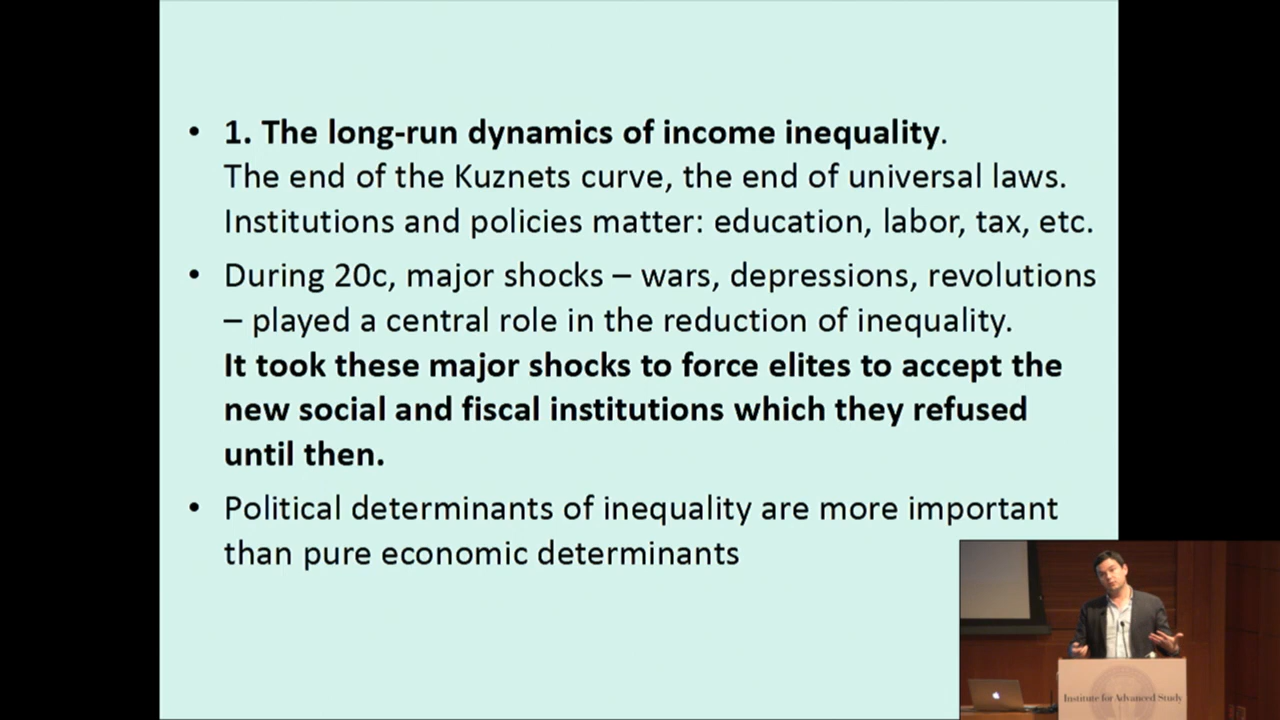 • 1. The long-run dynamics of income inequality.
The end of the Kuznets curve, the end of universal laws.
Institutions and policies matter: education, labor, tax, etc.
• During 20c, major shocks – wars, depressions, revolutions
– played a central role in the reduction of inequality.
It took these major shocks to force elites to accept the
new social and fiscal institutions which they refused
until then.
• Political determinants of inequality are more important
than pure economic determinants
Institute for Advanced Study